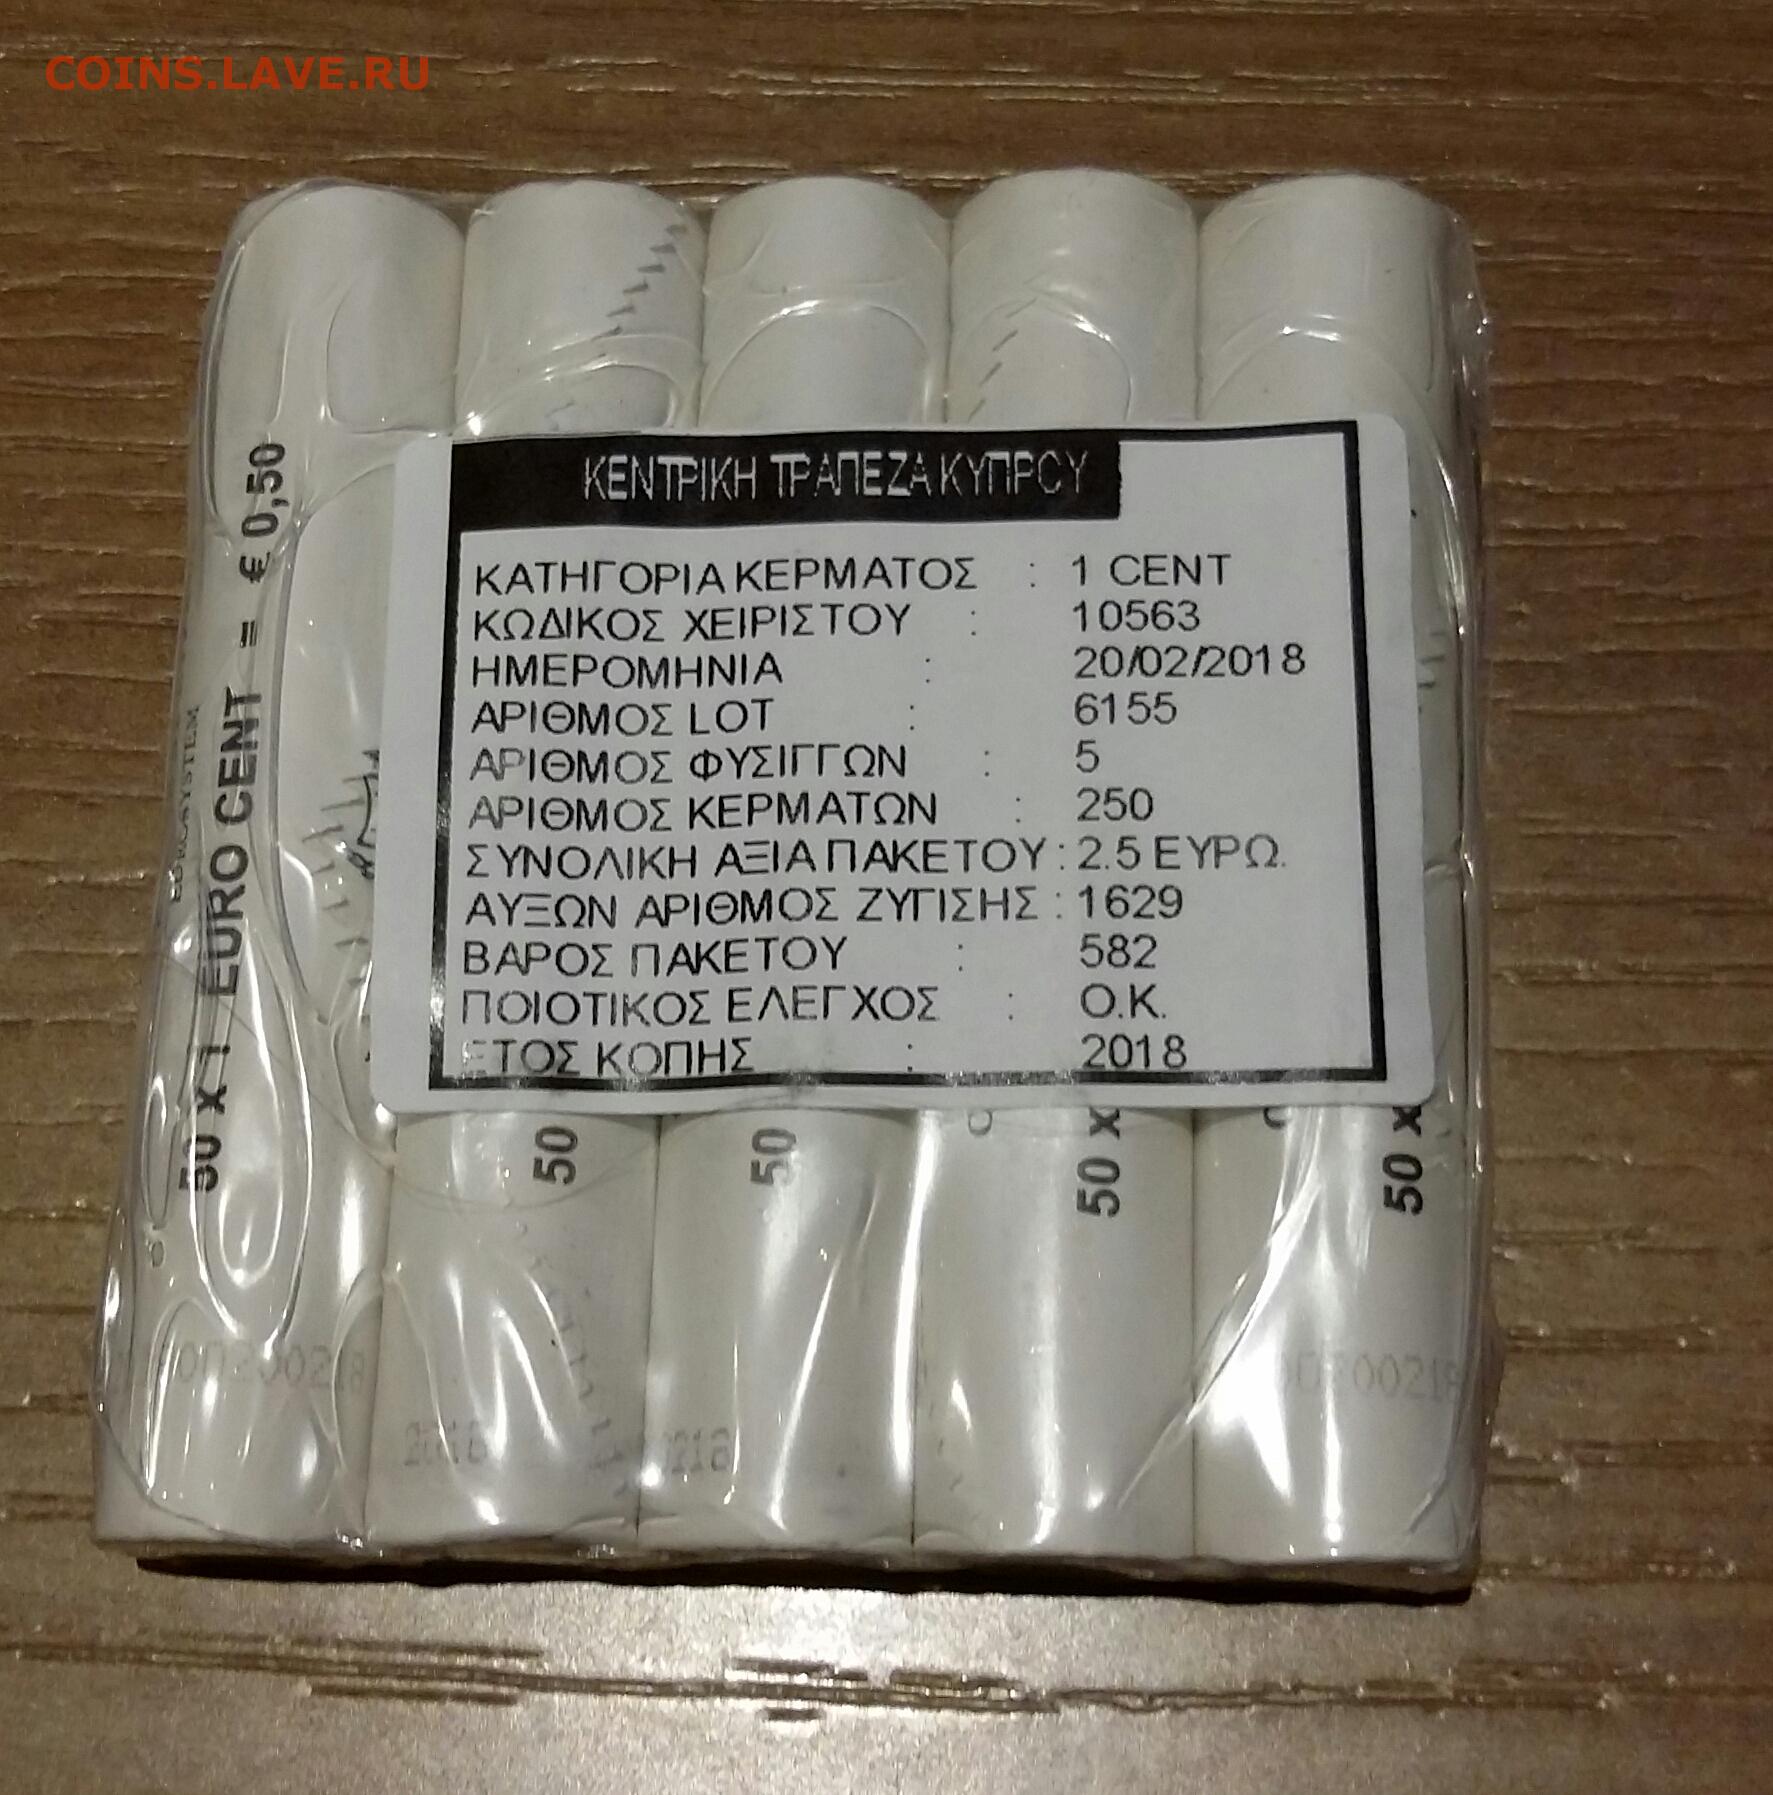 COINS.LAVE.RU
ΚΕΝΤΡΙΚΗ ΤΡΑΠΕΖΑ ΚΥΠΡΟΥ
ΚΑΤΗΓΟΡΙΑ ΚΕΡΜΑΤΟΣ : 1 CENT
ΚΩΔΙΚΟΣ ΧΕΙΡΙΣΤΟΥ : 10563
ΗΜΕΡΟΜΗΝΙΑ : 20/02/2018
ΑΡΙΘΜΟΣ LOT : 6155
ΑΡΙΘΜΟΣ ΦΥΣΙΓΓΩΝ : 5
ΑΡΙΘΜΟΣ ΚΕΡΜΑΤΩΝ : 250
ΣΥΝΟΛΙΚΗ ΑΞΙΑ ΠΑΚΕΤΟΥ : 2.5 ΕΥΡΩ.
ΑΥΞΩΝ ΑΡΙΘΜΟΣ ΖΥΓΙΣΗΣ : 1629
ΒΑΡΟΣ ΠΑΚΕΤΟΥ : 582
ΠΟΙΟΤΙΚΟΣ ΕΛΕΓΧΟΣ : O.K.
ΕΤΟΣ ΚΟΠΗΣ : 2018
50 x 1 EURO CENT = € 0,50
EUROSYSTEM
50
50
50 x
50 x